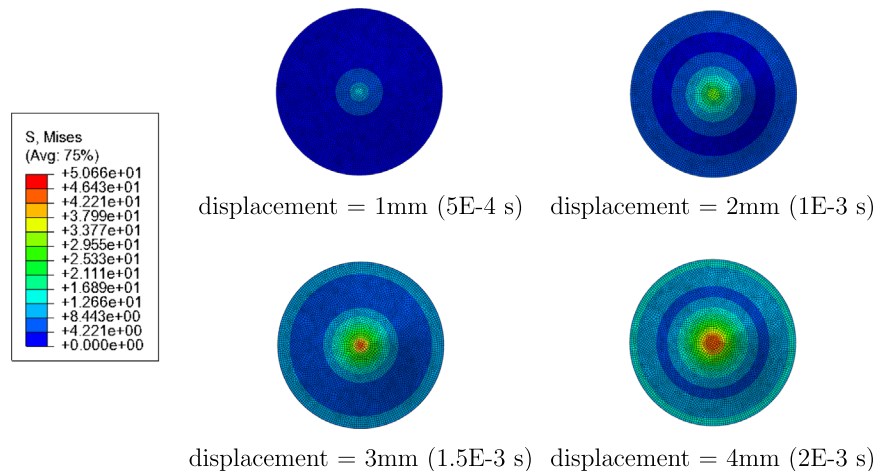 S, Mises
(Avg: 75%)
+5.066e+01
+4.643e+01
+4.221e+01
+3.799e+01
+3.377e+01
+2.955e+01
+2.533e+01
+2.111e+01
+1.689e+01
+1.266e+01
+8.443e+00
+4.221e+00
+0.000e+00
displacement = 1mm (5E-4 s)
displacement = 2mm (1E-3 s)
displacement = 3mm (1.5E-3 s)
displacement = 4mm (2E-3 s)